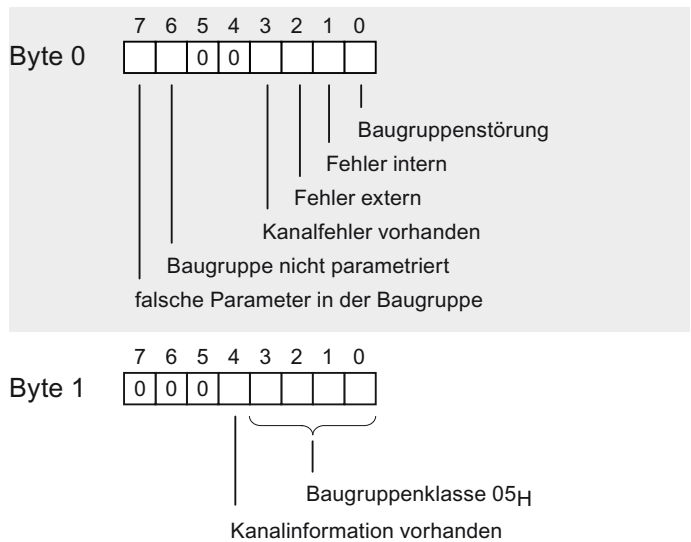 7 6 5 4 3 2 1 0
Byte 0 0 0
Baugruppenstörung
Fehler intern
Fehler extern
Kanalfehler vorhanden
Baugruppe nicht parametriert
falsche Parameter in der Baugruppe
7 6 5 4 3 2 1 0
Byte 1 0 0 0
Baugruppenklasse 05H
Kanalinformation vorhanden